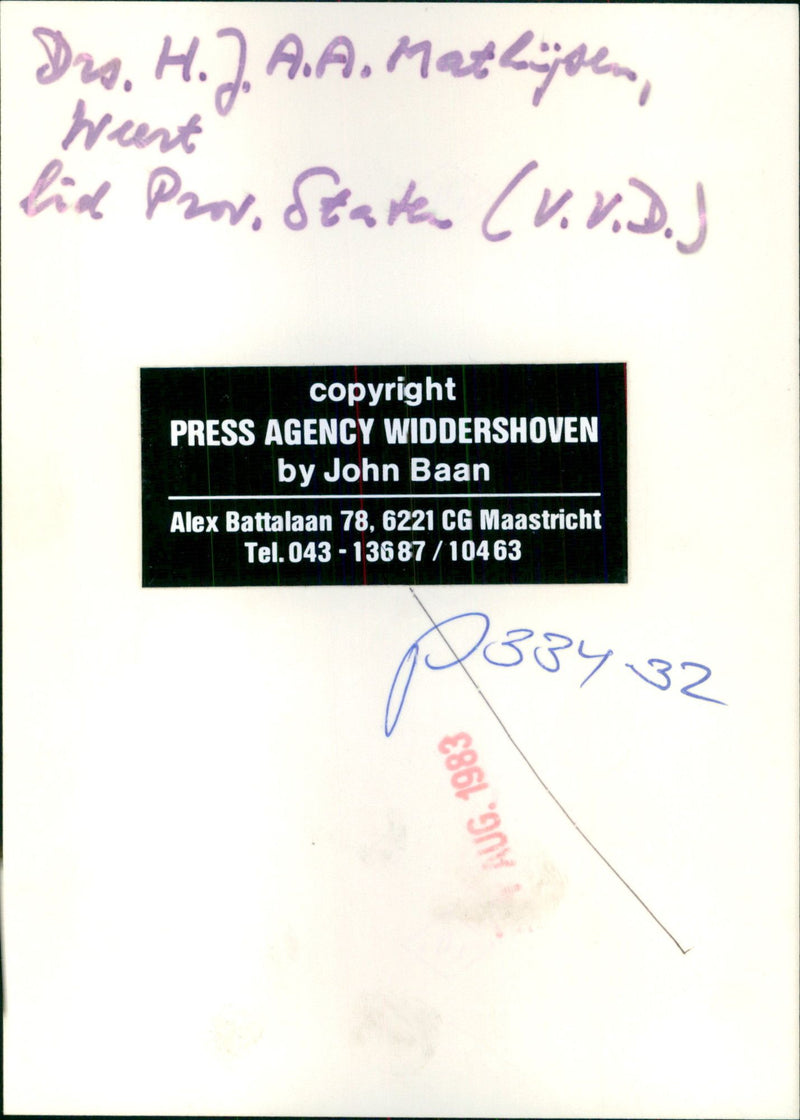 Drs. H.J.A.A. Mathijsen,
Weert
lid Prov. Staten (V.V.D.)
copyright
PRESS AGENCY WIDDERSHOVEN
by John Baan
Alex Battalaan 78, 6221 CG Maastricht
Tel. 043 - 13687 / 10463
P334-32
AUG. 1983